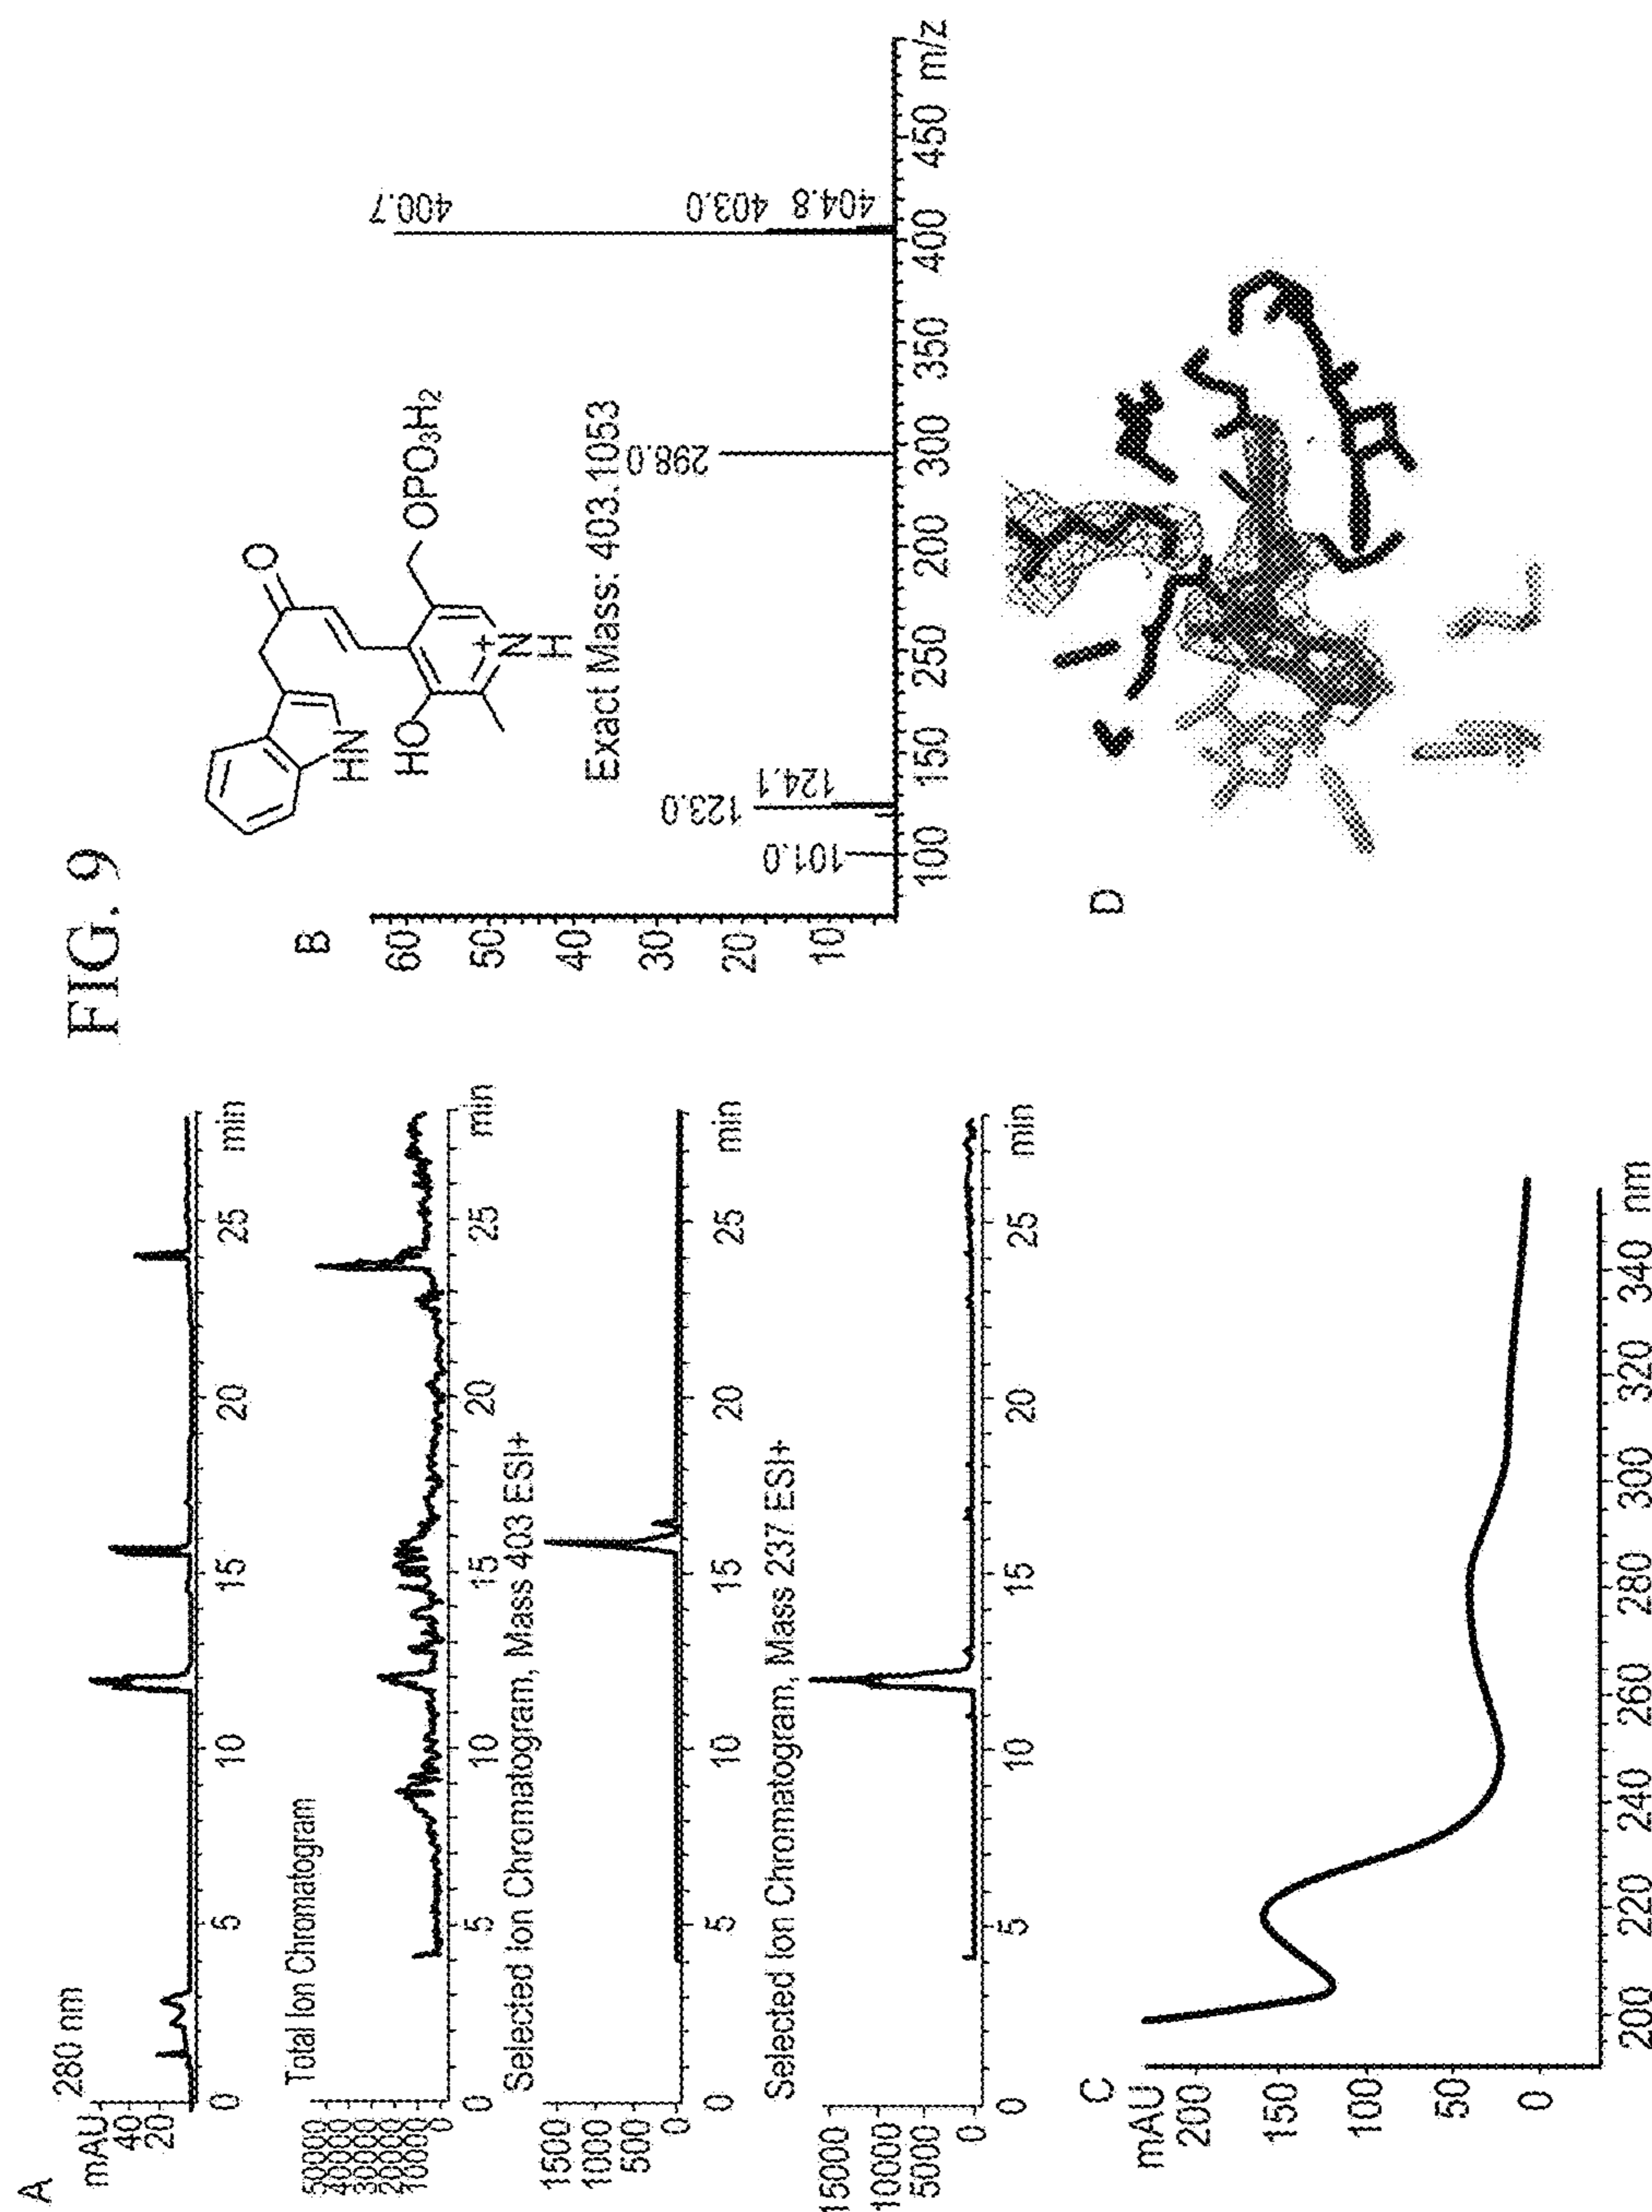 FIG. 9
A
280 nm
mAU
40
20
0 5 10 15 20 25 min
Total Ion Chromatogram
50000
40000
30000
20000
10000
0
0 5 10 15 20 25 min
Selected Ion Chromatogram, Mass 403 ESI+
1500
1000
500
0
0 5 10 15 20 25 min
Selected Ion Chromatogram, Mass 237 ESI+
15000
10000
5000
0
0 5 10 15 20 25 min
B
O
HN
HO
OPO₃H₂
+
N
H
Exact Mass: 403.1053
400.7
403.0
404.8
298.0
123.0
124.1
101.0
60
50
40
30
20
10
100 150 250 200 300 350 400 450 m/z
C
mAU
200
150
100
50
0
200 220 240 260 280 300 320 340 nm
D